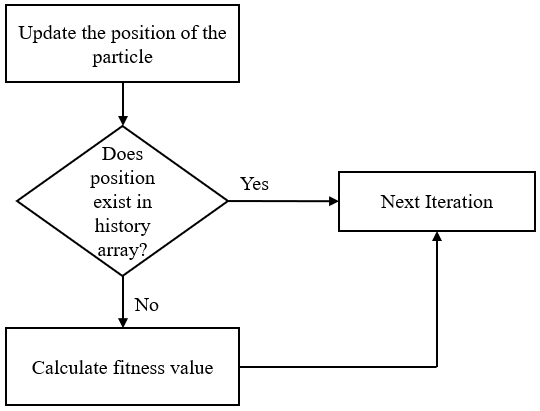 Update the position of the
particle
Does
position
exist in
history
array?
Yes
Next Iteration
No
Calculate fitness value